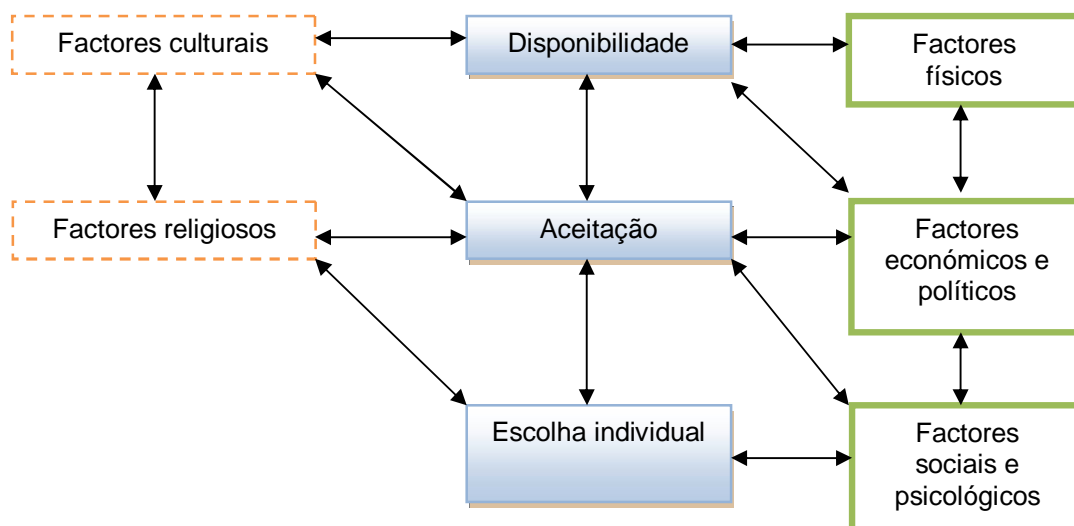 Factores culturais
Disponibilidade
Factores
físicos
Factores religiosos
Aceitação
Factores
económicos e
políticos
Escolha individual
Factores
sociais e
psicológicos